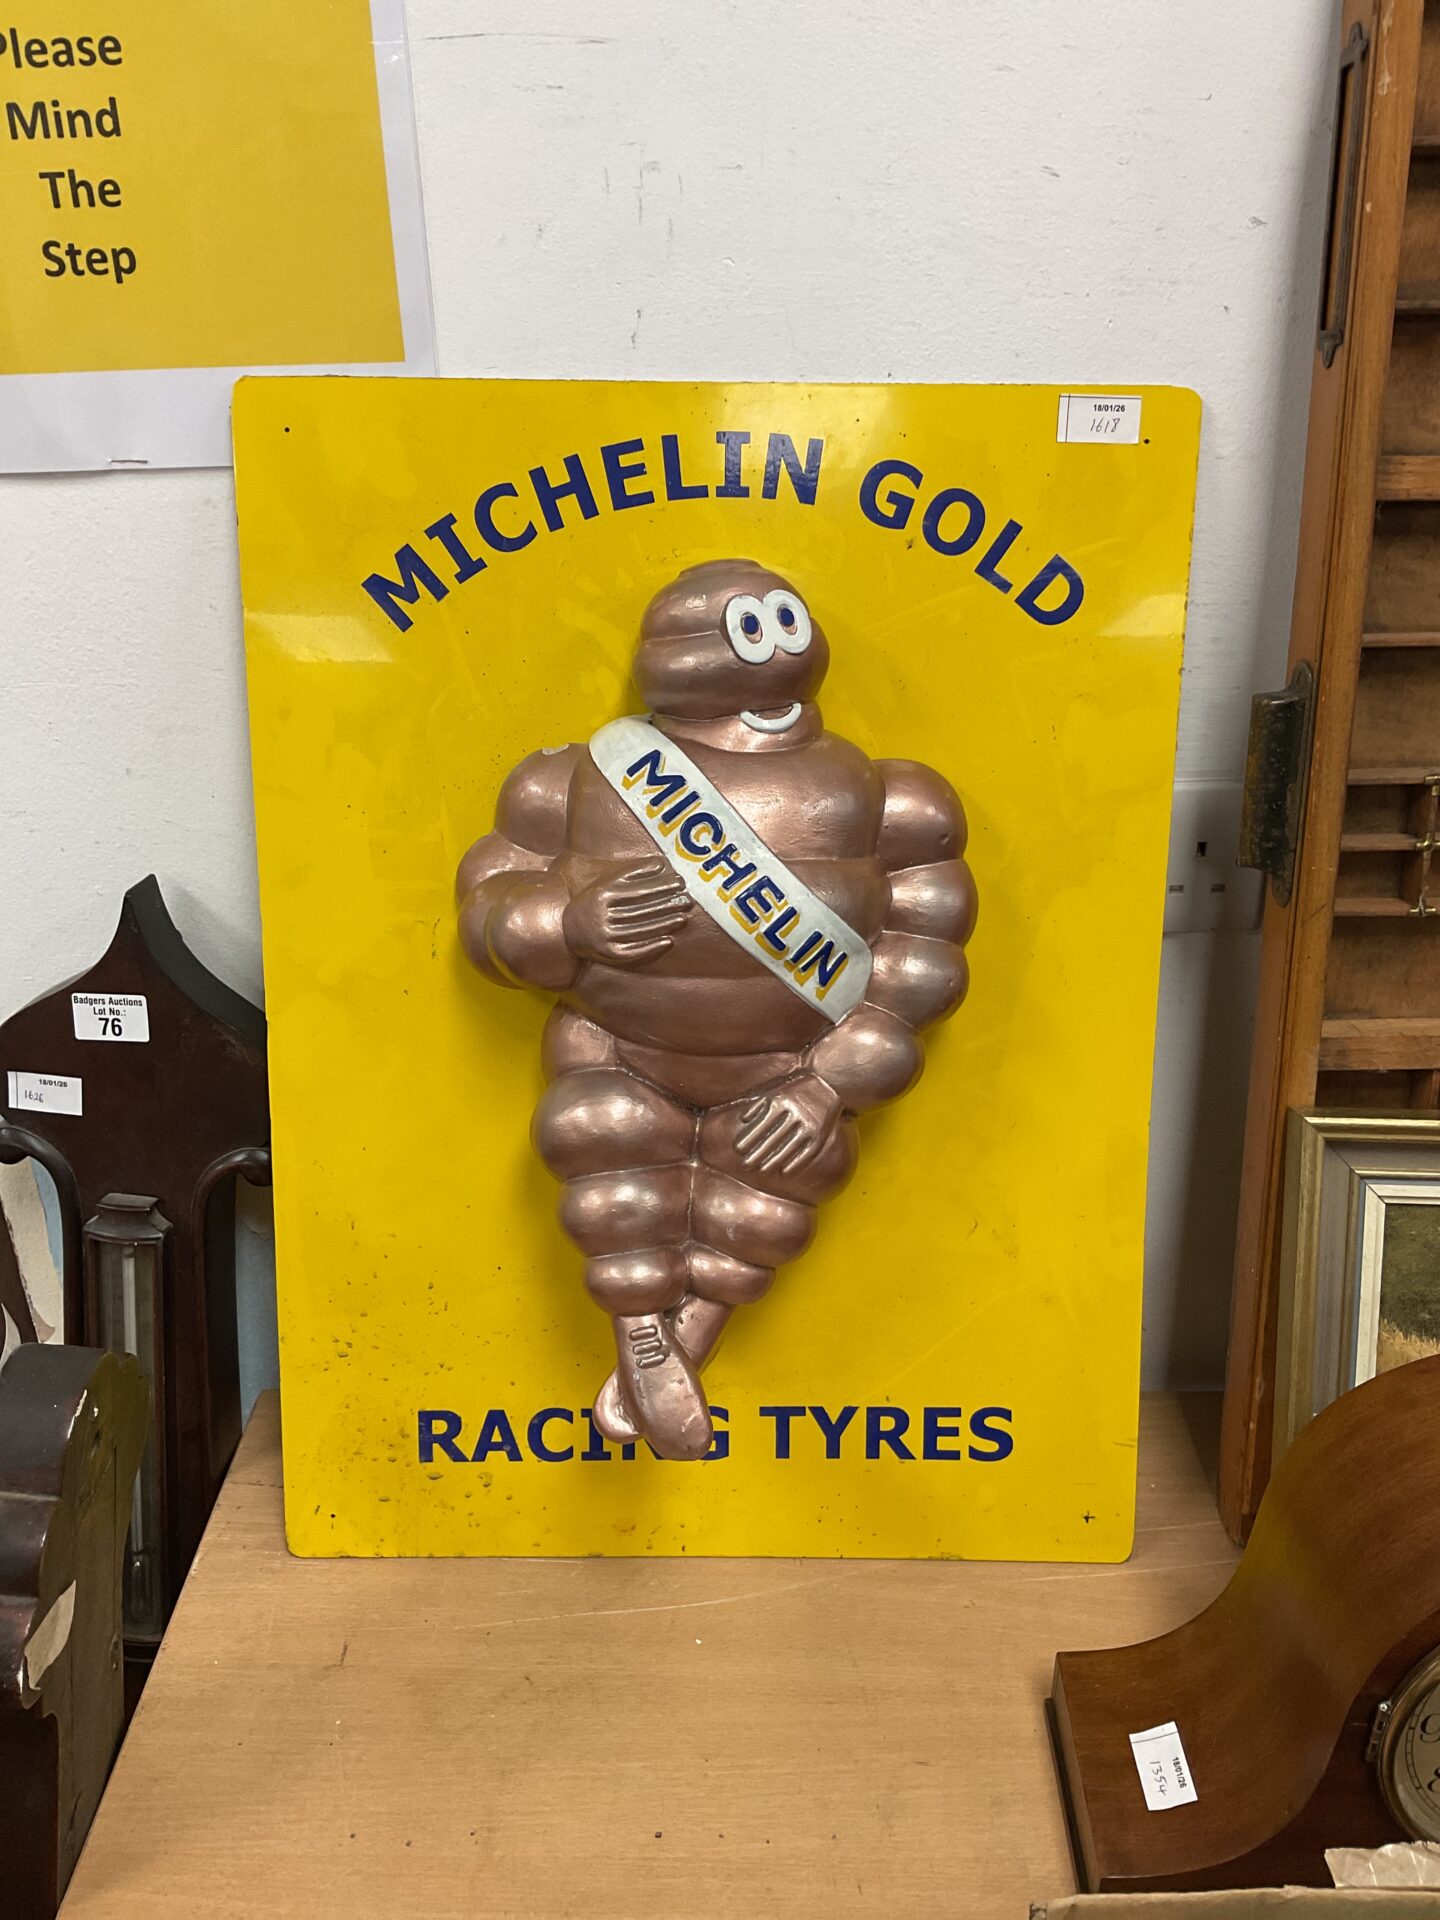 Please
Mind
The
Step
18/01/26
1618
MICHELIN GOLD
MICHELIN
Badgers Auctions
Lot No.:
76
18/01/26
1626
RACING TYRES
18/01/26
1354